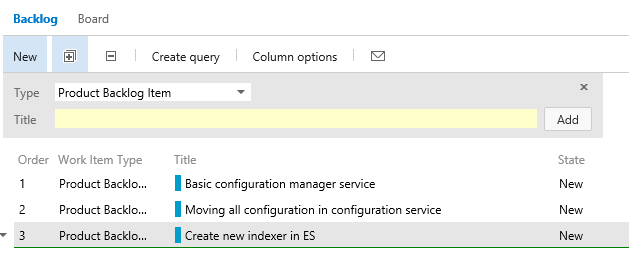 Backlog Board
New Create query Column options
Type Product Backlog Item
Title Add
Order Work Item Type Title State
1 Product Backlo... Basic configuration manager service New
2 Product Backlo... Moving all configuration in configuration service New
3 Product Backlo... Create new indexer in ES New